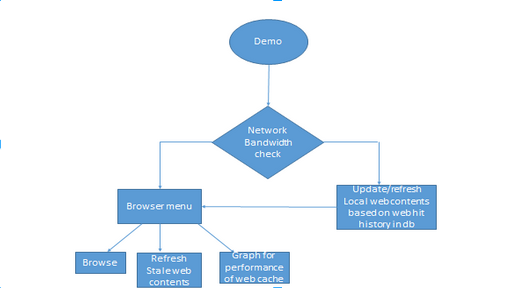 Demo
Network
Bandwidth
check
Update/refresh
Local webcontents
based on web hit
history in db
Browser menu
Browse
Refresh
Stale web
contents
Graph for
performance
of web cache